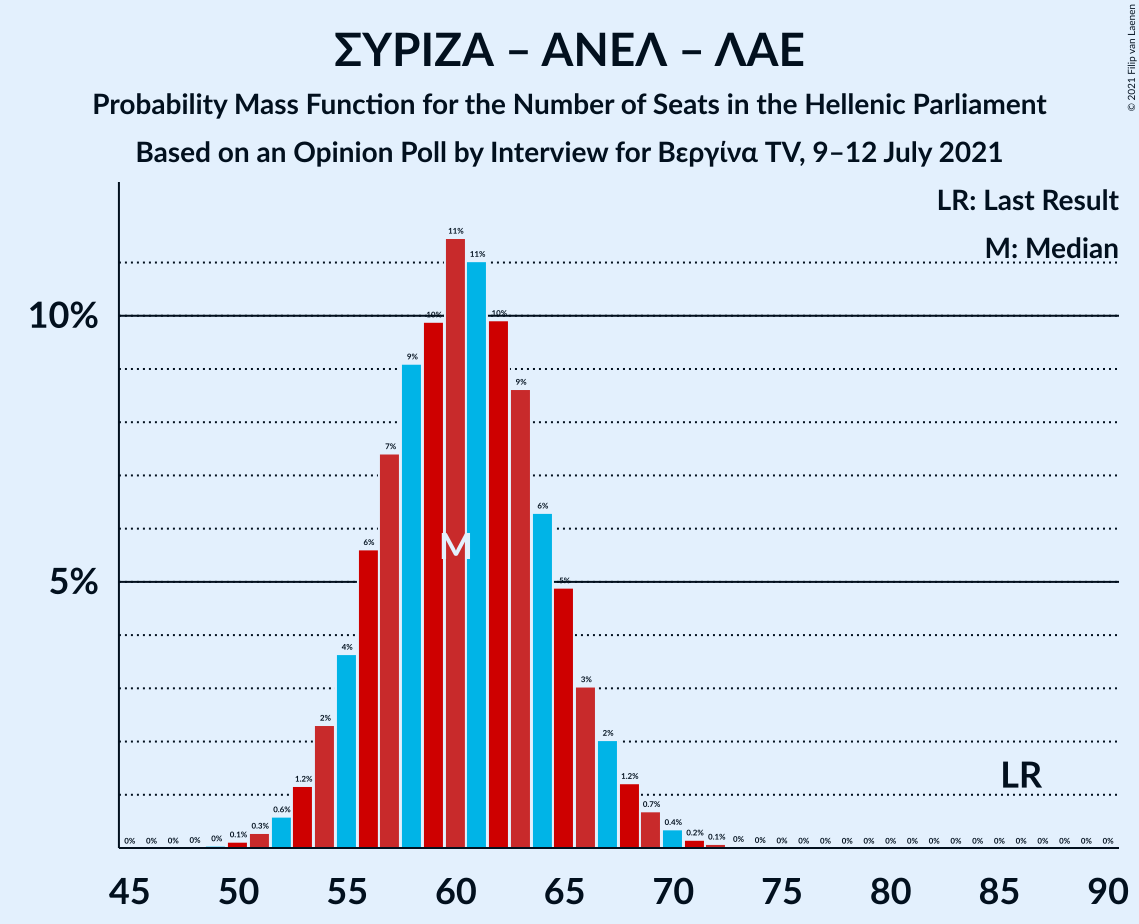 ΣΥΡΙΖΑ – ΑΝΕΛ – ΛΑΕ
Probability Mass Function for the Number of Seats in the Hellenic Parliament
Based on an Opinion Poll by Interview for Βεργίνα TV, 9–12 July 2021
© 2021 Filip van Laenen
LR: Last Result
M: Median
10%
5%
0% 0% 0% 0% 0% 0.1% 0.3% 0.6% 1.2% 2% 4% 6% 7% 9% 10% 11% 11% 10% 9% 6% 5% 3% 2% 1.2% 0.7% 0.4% 0.2% 0.1% 0% 0% 0% 0% 0% 0% 0% 0% 0% 0% 0% 0% 0% 0% 0% 0% 0% 0%
M
LR
45 50 55 60 65 70 75 80 85 90